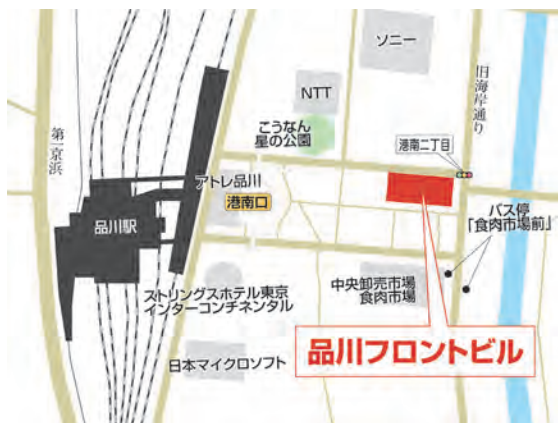 ソニー
旧海岸通り
NTT
こうなん
星の公園
港南二丁目
第一京浜
アトレ品川
港南口
品川駅
バス停
「食肉市場前」
中央卸売市場
食肉市場
ストリングスホテル東京
インターコンチネンタル
品川フロントビル
日本マイクロソフト